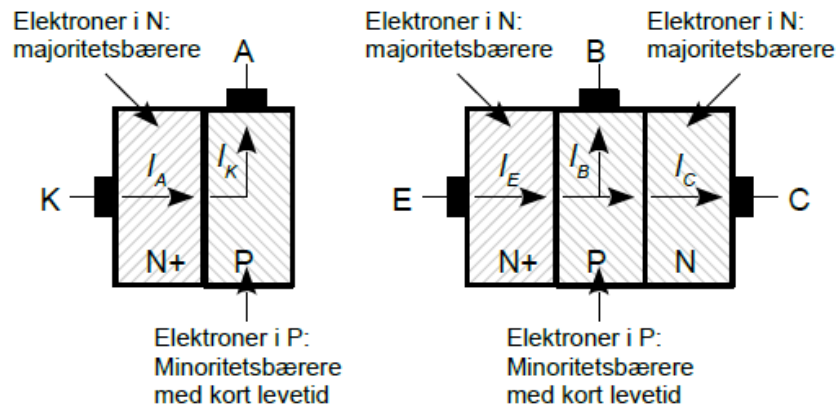 Elektroner i N:
majoritetsbærere
A
K
I_A
I_K
N+
P
Elektroner i P:
Minoritetsbærere
med kort levetid
Elektroner i N:
majoritetsbærere
Elektroner i N:
majoritetsbærere
B
E
I_E
I_B
I_C
C
N+
P
N
Elektroner i P:
Minoritetsbærere
med kort levetid